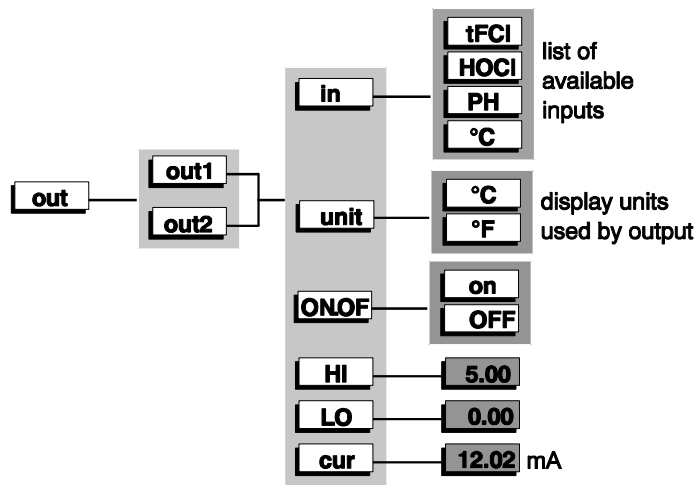 out
out1
out2
in
unit
ON.OF
HI
LO
cur
tFCl
HOCl
PH
°C
list of
available
inputs
°C
°F
display units
used by output
on
OFF
5.00
0.00
12.02 mA